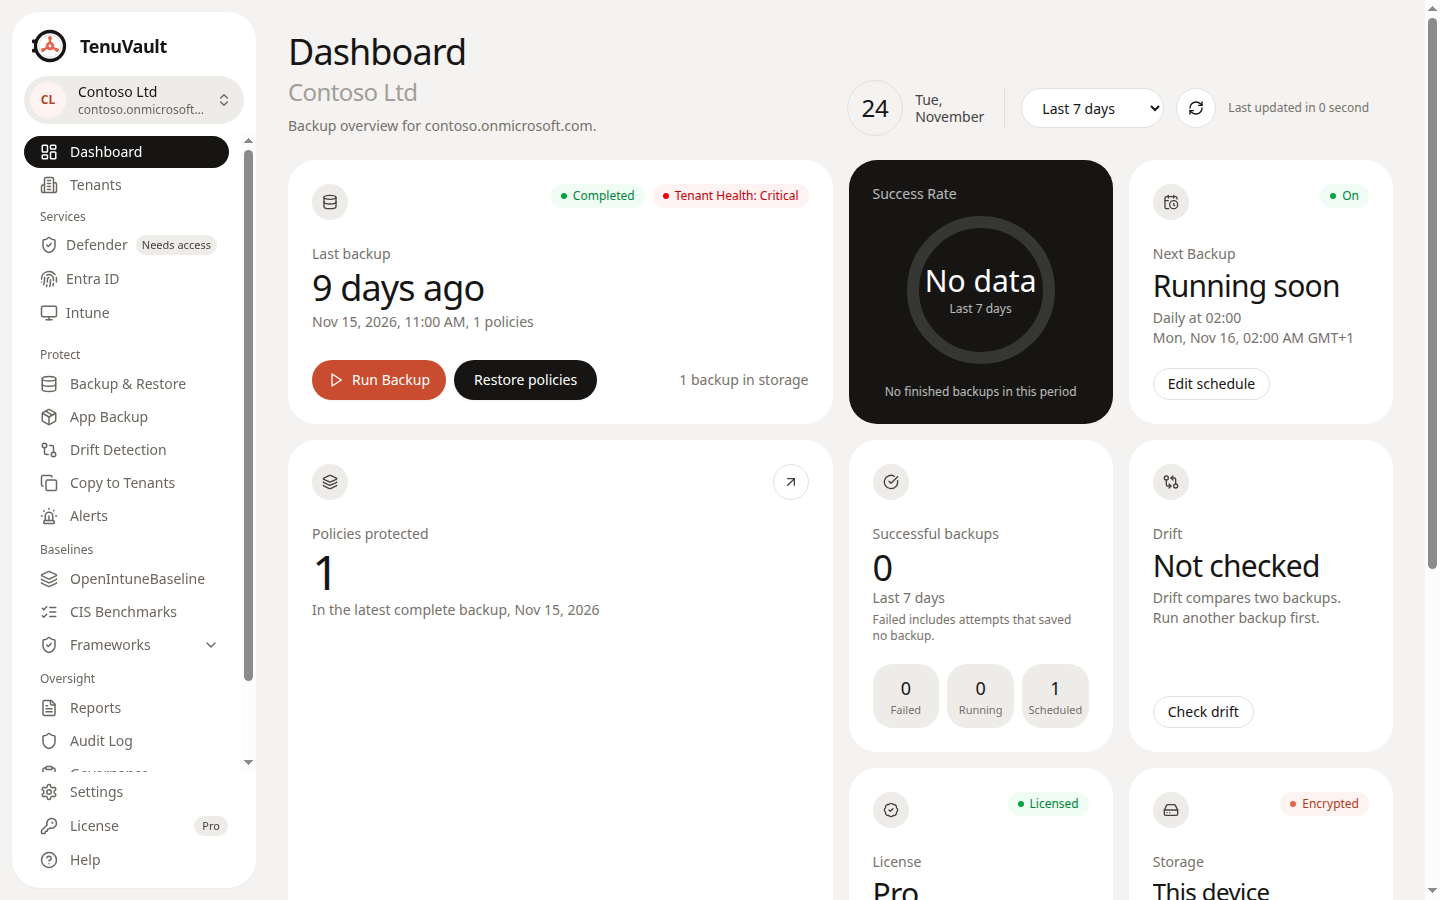 TenuVault
CL
Contoso Ltd
contoso.onmicrosoft...
Dashboard
Tenants
Services
Defender
Needs access
Entra ID
Intune
Protect
Backup & Restore
App Backup
Drift Detection
Copy to Tenants
Alerts
Baselines
OpenIntuneBaseline
CIS Benchmarks
Frameworks
Oversight
Reports
Audit Log
Settings
License
Pro
Help
Dashboard
Contoso Ltd
Backup overview for contoso.onmicrosoft.com.
24
Tue,
November
Last 7 days
Last updated in 0 second
Completed
Tenant Health: Critical
Last backup
9 days ago
Nov 15, 2026, 11:00 AM, 1 policies
Run Backup
Restore policies
1 backup in storage
Success Rate
No data
Last 7 days
No finished backups in this period
On
Next Backup
Running soon
Daily at 02:00
Mon, Nov 16, 02:00 AM GMT+1
Edit schedule
Policies protected
1
In the latest complete backup, Nov 15, 2026
Successful backups
0
Last 7 days
Failed includes attempts that saved
no backup.
0
Failed
0
Running
1
Scheduled
Drift
Not checked
Drift compares two backups.
Run another backup first.
Check drift
Licensed
License
Pro
Encrypted
Storage
This device